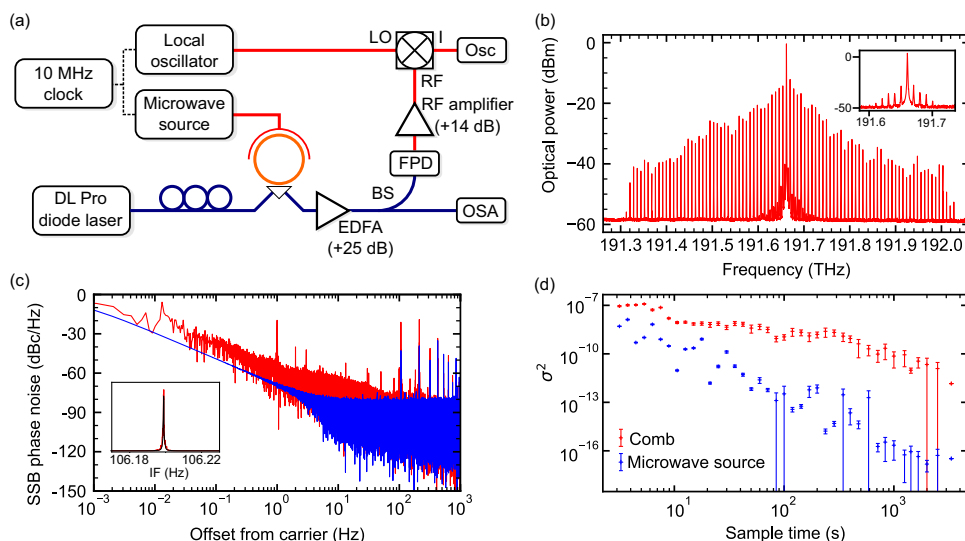 (a)
Local
oscillator
LO
I
Osc
RF
10 MHz
clock
Microwave
source
RF amplifier
(+14 dB)
FPD
BS
DL Pro
diode laser
EDFA
(+25 dB)
OSA
(b)
Optical power (dBm)
0
−20
−40
−60
0
−50
191.6
191.7
191.3
191.4
191.5
191.6
191.7
191.8
191.9
192.0
Frequency (THz)
(c)
SSB phase noise (dBc/Hz)
0
−30
−60
−90
−120
−150
106.18
106.22
IF (Hz)
10−3
10−2
10−1
100
101
102
103
Offset from carrier (Hz)
(d)
σ2
10−7
10−10
10−13
10−16
Comb
Microwave source
101
102
103
Sample time (s)